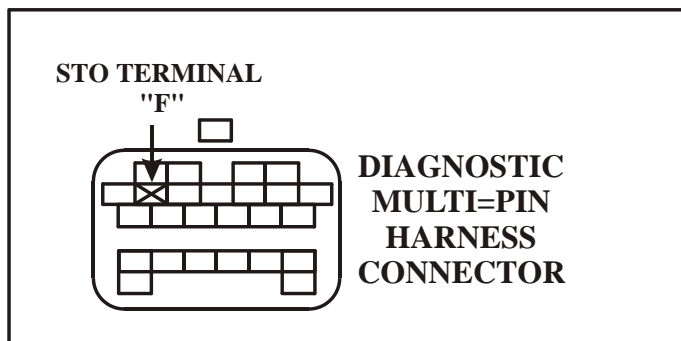 STO TERMINAL
"F"
DIAGNOSTIC
MULTI=PIN
HARNESS
CONNECTOR